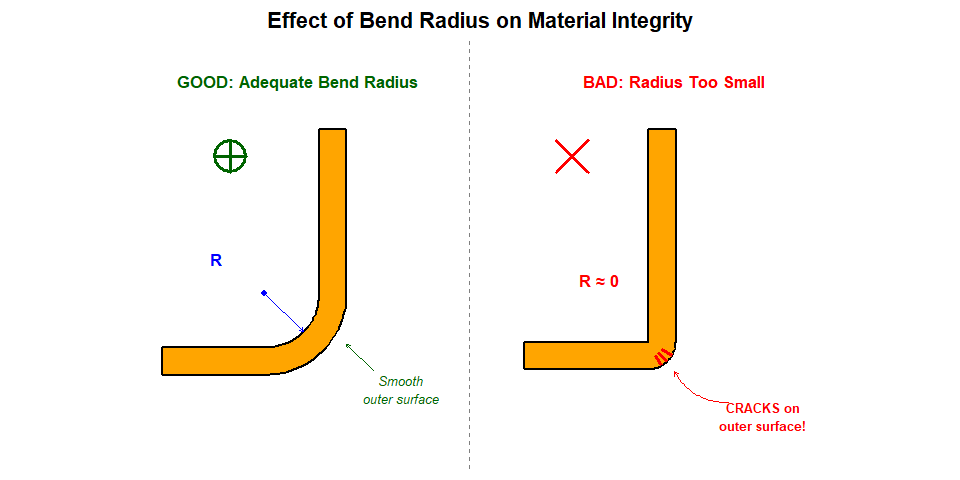 Effect of Bend Radius on Material Integrity
GOOD: Adequate Bend Radius
R
Smooth
outer surface
BAD: Radius Too Small
R ≈ 0
CRACKS on
outer surface!